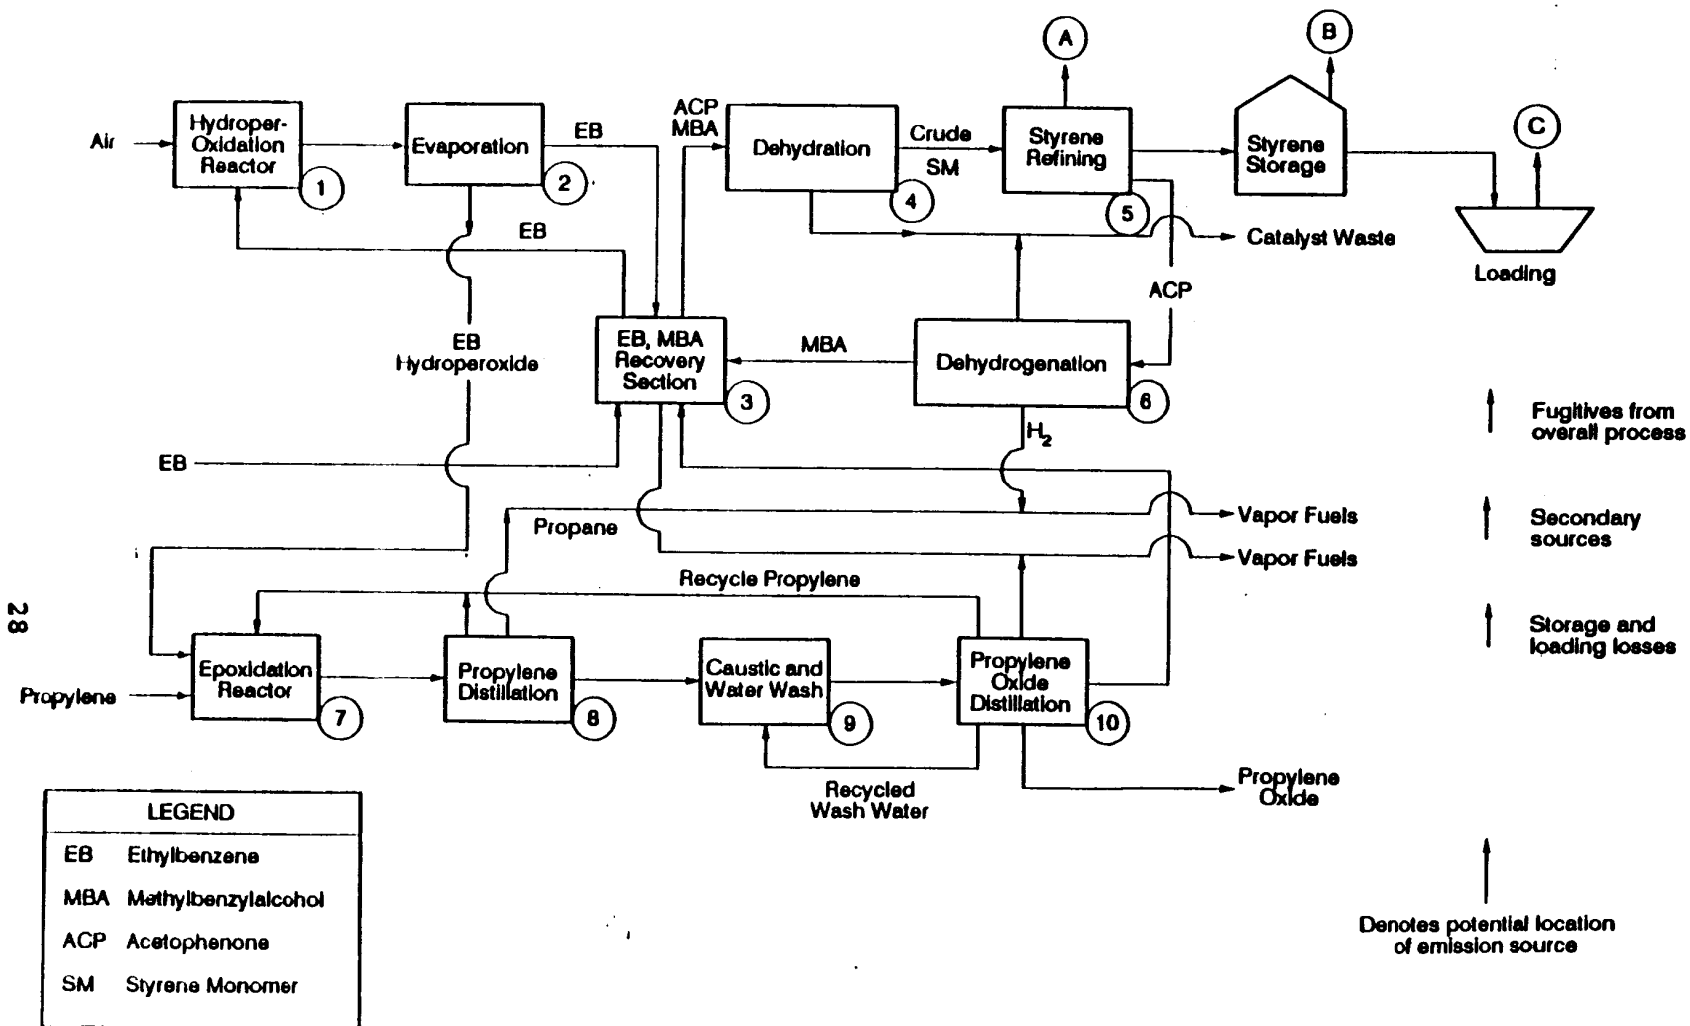 A
B
C
Air
Hydroper-
Oxidation
Reactor
1
Evaporation
2
EB
ACP
MBA
Dehydration
4
Crude
SM
Styrene
Refining
5
Styrene
Storage
Loading
Catalyst Waste
EB
ACP
EB
Hydroperoxide
EB, MBA
Recovery
Section
3
MBA
Dehydrogenation
6
H2
EB
Propane
Vapor Fuels
Vapor Fuels
Fugitives from
overall process
Secondary
sources
Storage and
loading losses
Recycle Propylene
28
Propylene
Epoxidation
Reactor
7
Propylene
Distillation
8
Caustic and
Water Wash
9
Propylene
Oxide
Distillation
10
Recycled
Wash Water
Propylene
Oxide
LEGEND
EB Ethylbenzene
MBA Methylbenzylalcohol
ACP Acetophenone
SM Styrene Monomer
Denotes potential location
of emission source